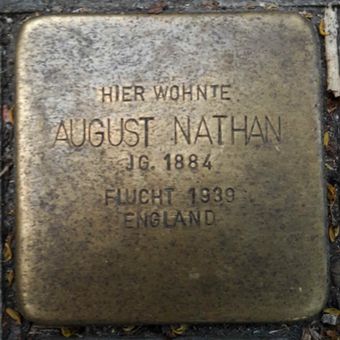 HIER WOHNTE
AUGUST NATHAN
JG. 1884
FLUCHT 1939
ENGLAND